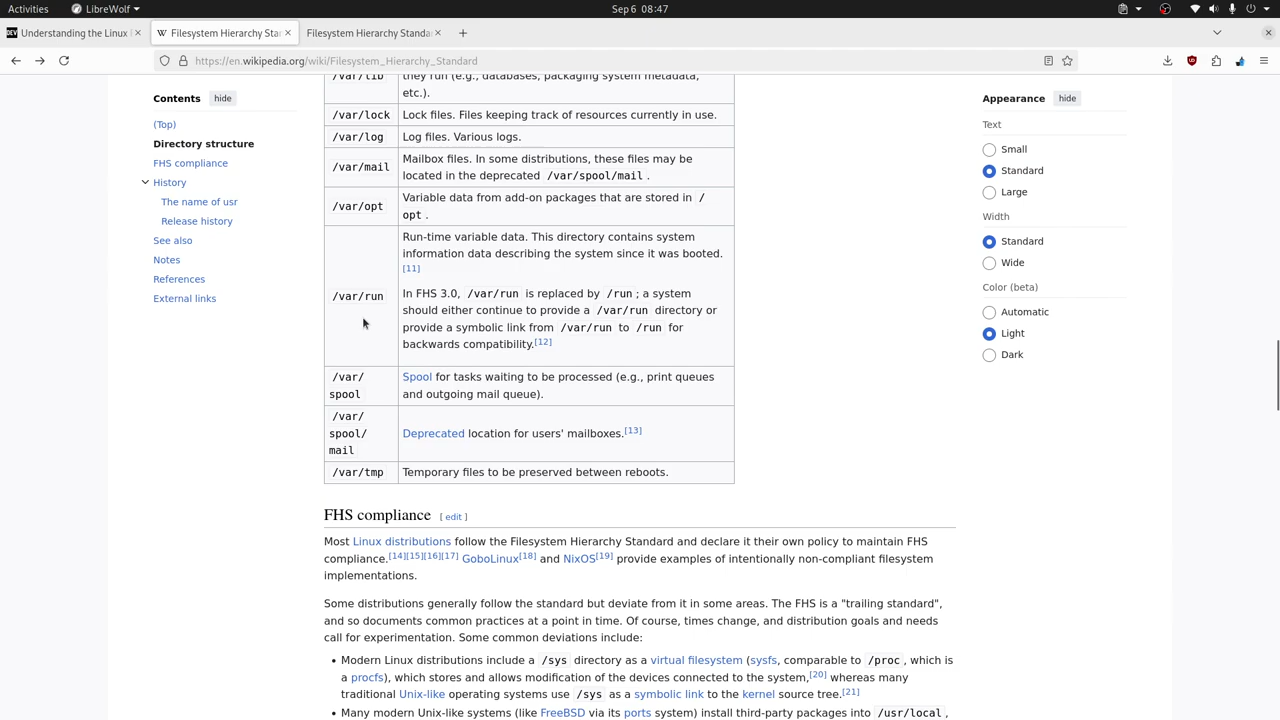 Activities
LibreWolf
Sep 6 08:47
Understanding the Linux
Filesystem Hierarchy Star
Filesystem Hierarchy Standar
https://en.wikipedia.org/wiki/Filesystem_Hierarchy_Standard
Contents hide
(Top)
Directory structure
FHS compliance
History
The name of usr
Release history
See also
Notes
References
External links
/var/lib
they run (e.g., databases, packaging system metadata,
etc.).
/var/lock
Lock files. Files keeping track of resources currently in use.
/var/log
Log files. Various logs.
/var/mail
Mailbox files. In some distributions, these files may be
located in the deprecated /var/spool/mail .
/var/opt
Variable data from add-on packages that are stored in /
opt .
/var/run
Run-time variable data. This directory contains system
information data describing the system since it was booted.
[11]
In FHS 3.0, /var/run is replaced by /run ; a system
should either continue to provide a /var/run directory or
provide a symbolic link from /var/run to /run for
backwards compatibility.[12]
/var/
spool
Spool for tasks waiting to be processed (e.g., print queues
and outgoing mail queue).
/var/
spool/
mail
Deprecated location for users' mailboxes.[13]
/var/tmp
Temporary files to be preserved between reboots.
FHS compliance [ edit ]
Most Linux distributions follow the Filesystem Hierarchy Standard and declare it their own policy to maintain FHS
compliance.[14][15][16][17] GoboLinux[18] and NixOS[19] provide examples of intentionally non-compliant filesystem
implementations.
Some distributions generally follow the standard but deviate from it in some areas. The FHS is a "trailing standard",
and so documents common practices at a point in time. Of course, times change, and distribution goals and needs
call for experimentation. Some common deviations include:
• Modern Linux distributions include a /sys directory as a virtual filesystem (sysfs, comparable to /proc , which is
a procfs), which stores and allows modification of the devices connected to the system,[20] whereas many
traditional Unix-like operating systems use /sys as a symbolic link to the kernel source tree.[21]
• Many modern Unix-like systems (like FreeBSD via its ports system) install third-party packages into /usr/local ,
Appearance hide
Text
Small
Standard
Large
Width
Standard
Wide
Color (beta)
Automatic
Light
Dark